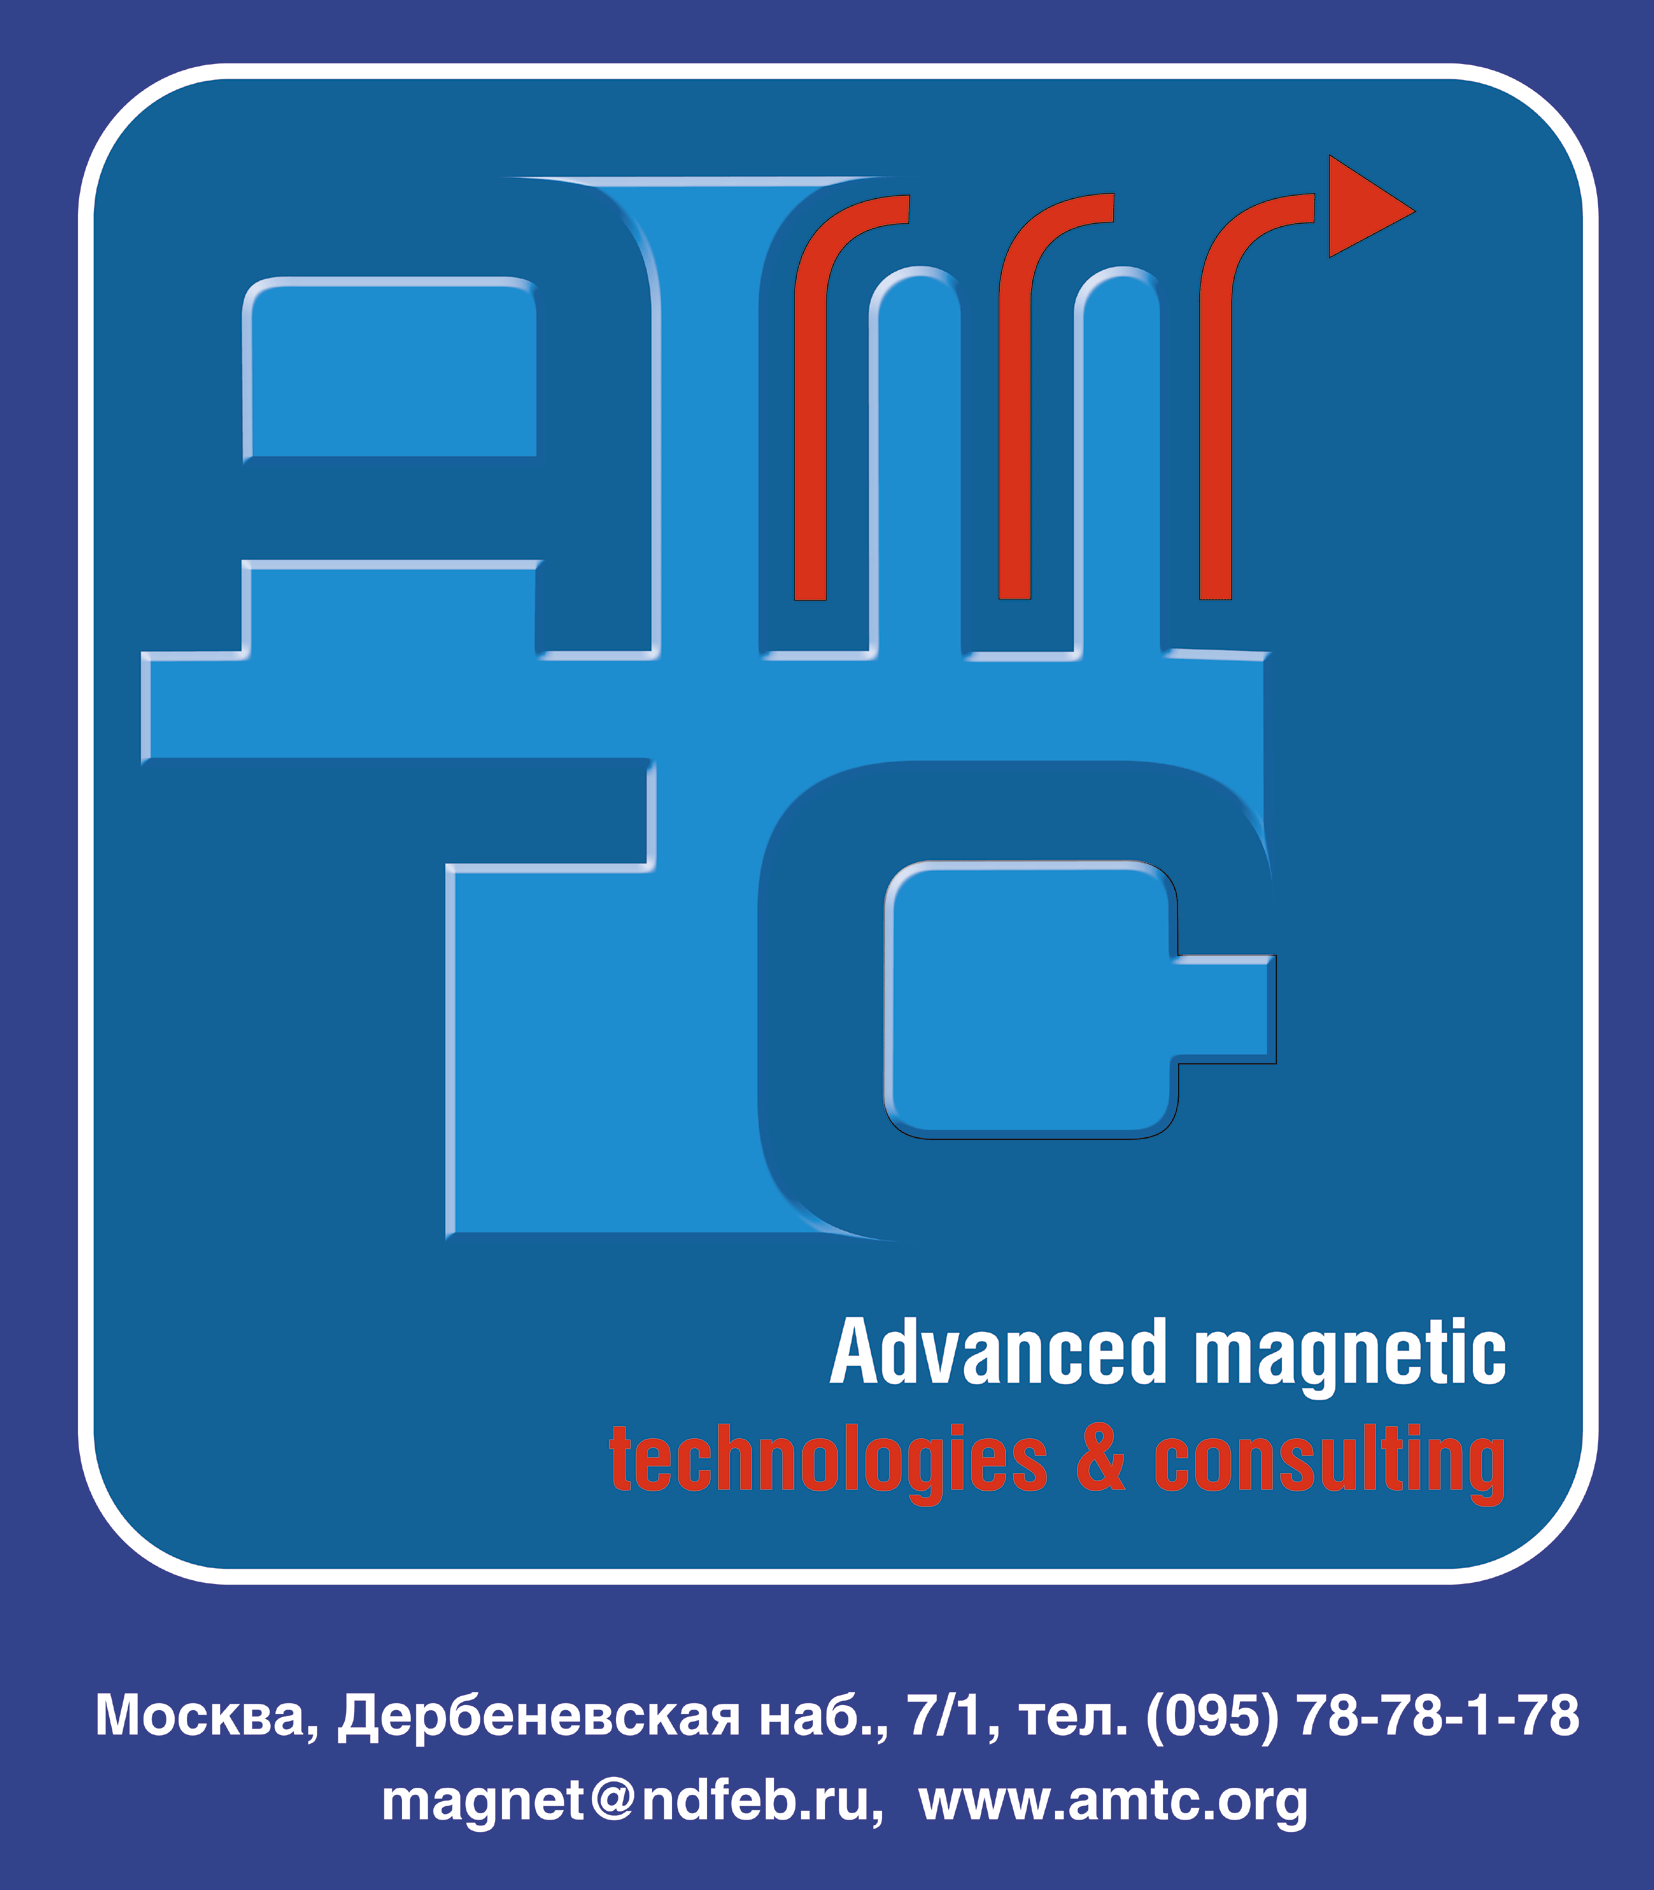 Advanced magnetic
technologies & consulting
Москва, Дербеневская наб., 7/1, тел. (095) 78-78-1-78
magnet@ndfeb.ru, www.amtc.org